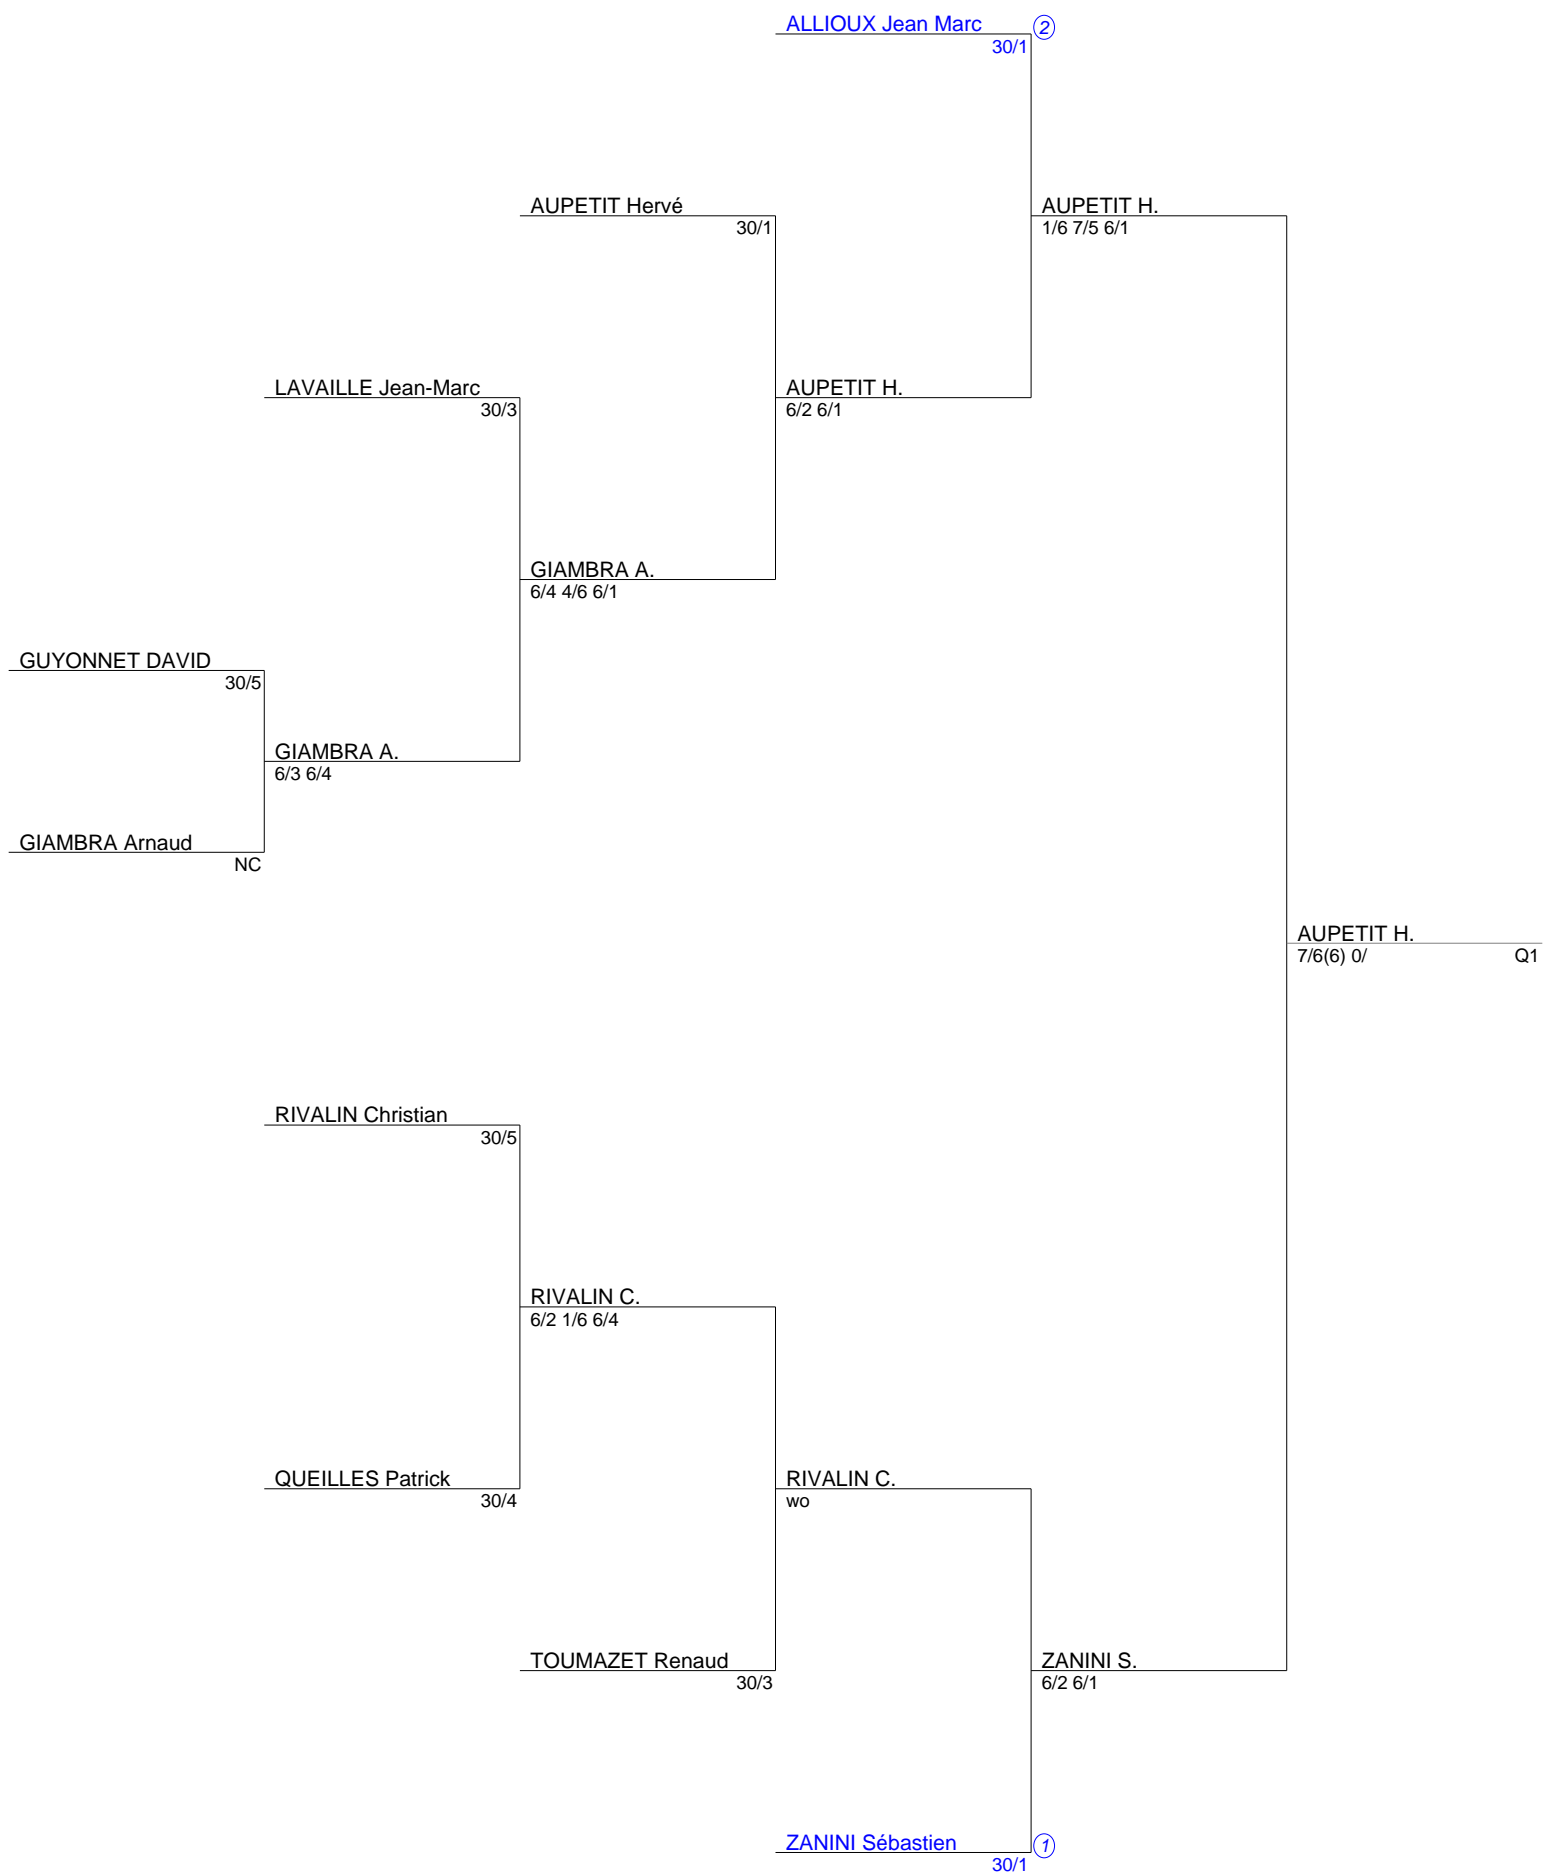 ALLIOUX Jean Marc 2
30/1
AUPETIT Hervé
30/1
AUPETIT H.
1/6 7/5 6/1
LAVAILLE Jean-Marc
30/3
AUPETIT H.
6/2 6/1
GIAMBRA A.
6/4 4/6 6/1
GUYONNET DAVID
30/5
GIAMBRA A.
6/3 6/4
GIAMBRA Arnaud
NC
AUPETIT H.
7/6(6) 0/ Q1
RIVALIN Christian
30/5
RIVALIN C.
6/2 1/6 6/4
QUEILLES Patrick
30/4
RIVALIN C.
wo
TOUMAZET Renaud
30/3
ZANINI S.
6/2 6/1
ZANINI Sébastien 1
30/1